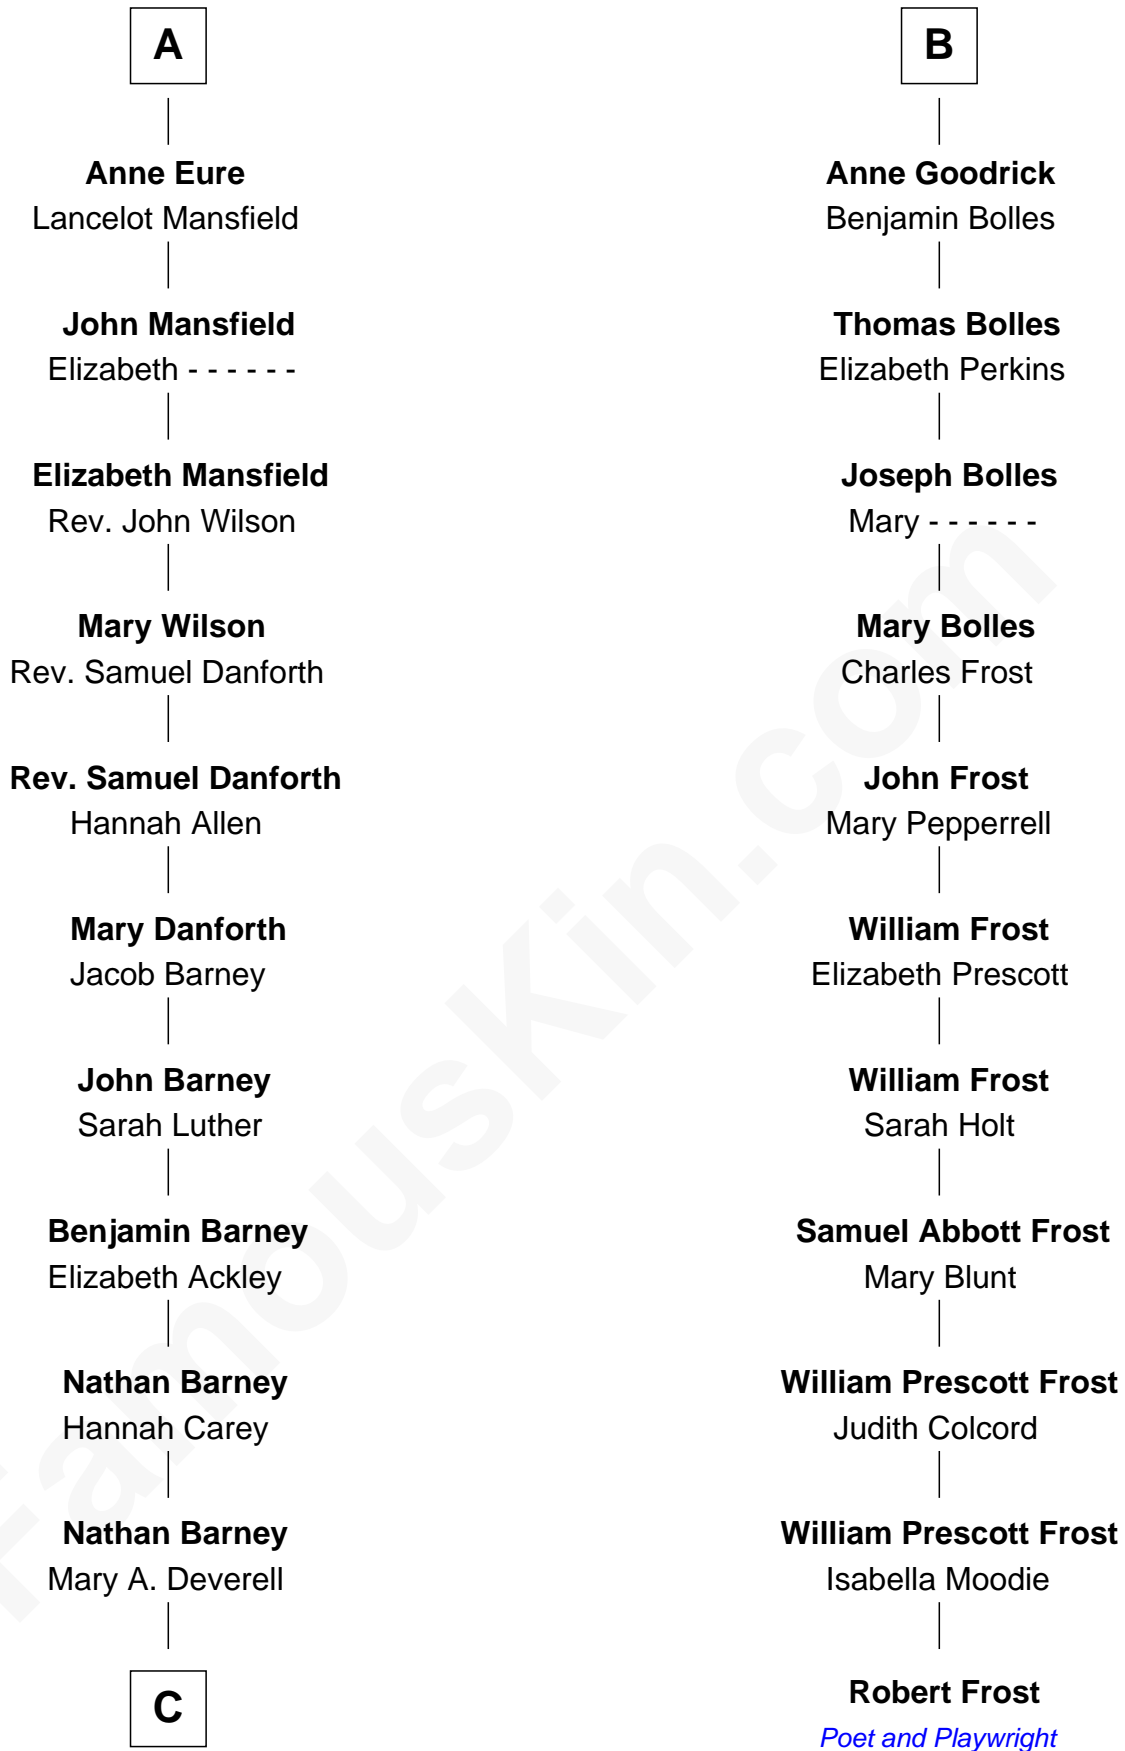 A
Anne Eure
Lancelot Mansfield
John Mansfield
Elizabeth - - - - - -
Elizabeth Mansfield
Rev. John Wilson
Mary Wilson
Rev. Samuel Danforth
Rev. Samuel Danforth
Hannah Allen
Mary Danforth
Jacob Barney
John Barney
Sarah Luther
Benjamin Barney
Elizabeth Ackley
Nathan Barney
Hannah Carey
Nathan Barney
Mary A. Deverell
C
B
Anne Goodrick
Benjamin Bolles
Thomas Bolles
Elizabeth Perkins
Joseph Bolles
Mary - - - - - -
Mary Bolles
Charles Frost
John Frost
Mary Pepperrell
William Frost
Elizabeth Prescott
William Frost
Sarah Holt
Samuel Abbott Frost
Mary Blunt
William Prescott Frost
Judith Colcord
William Prescott Frost
Isabella Moodie
Robert Frost
Poet and Playwright
FamousKin.com